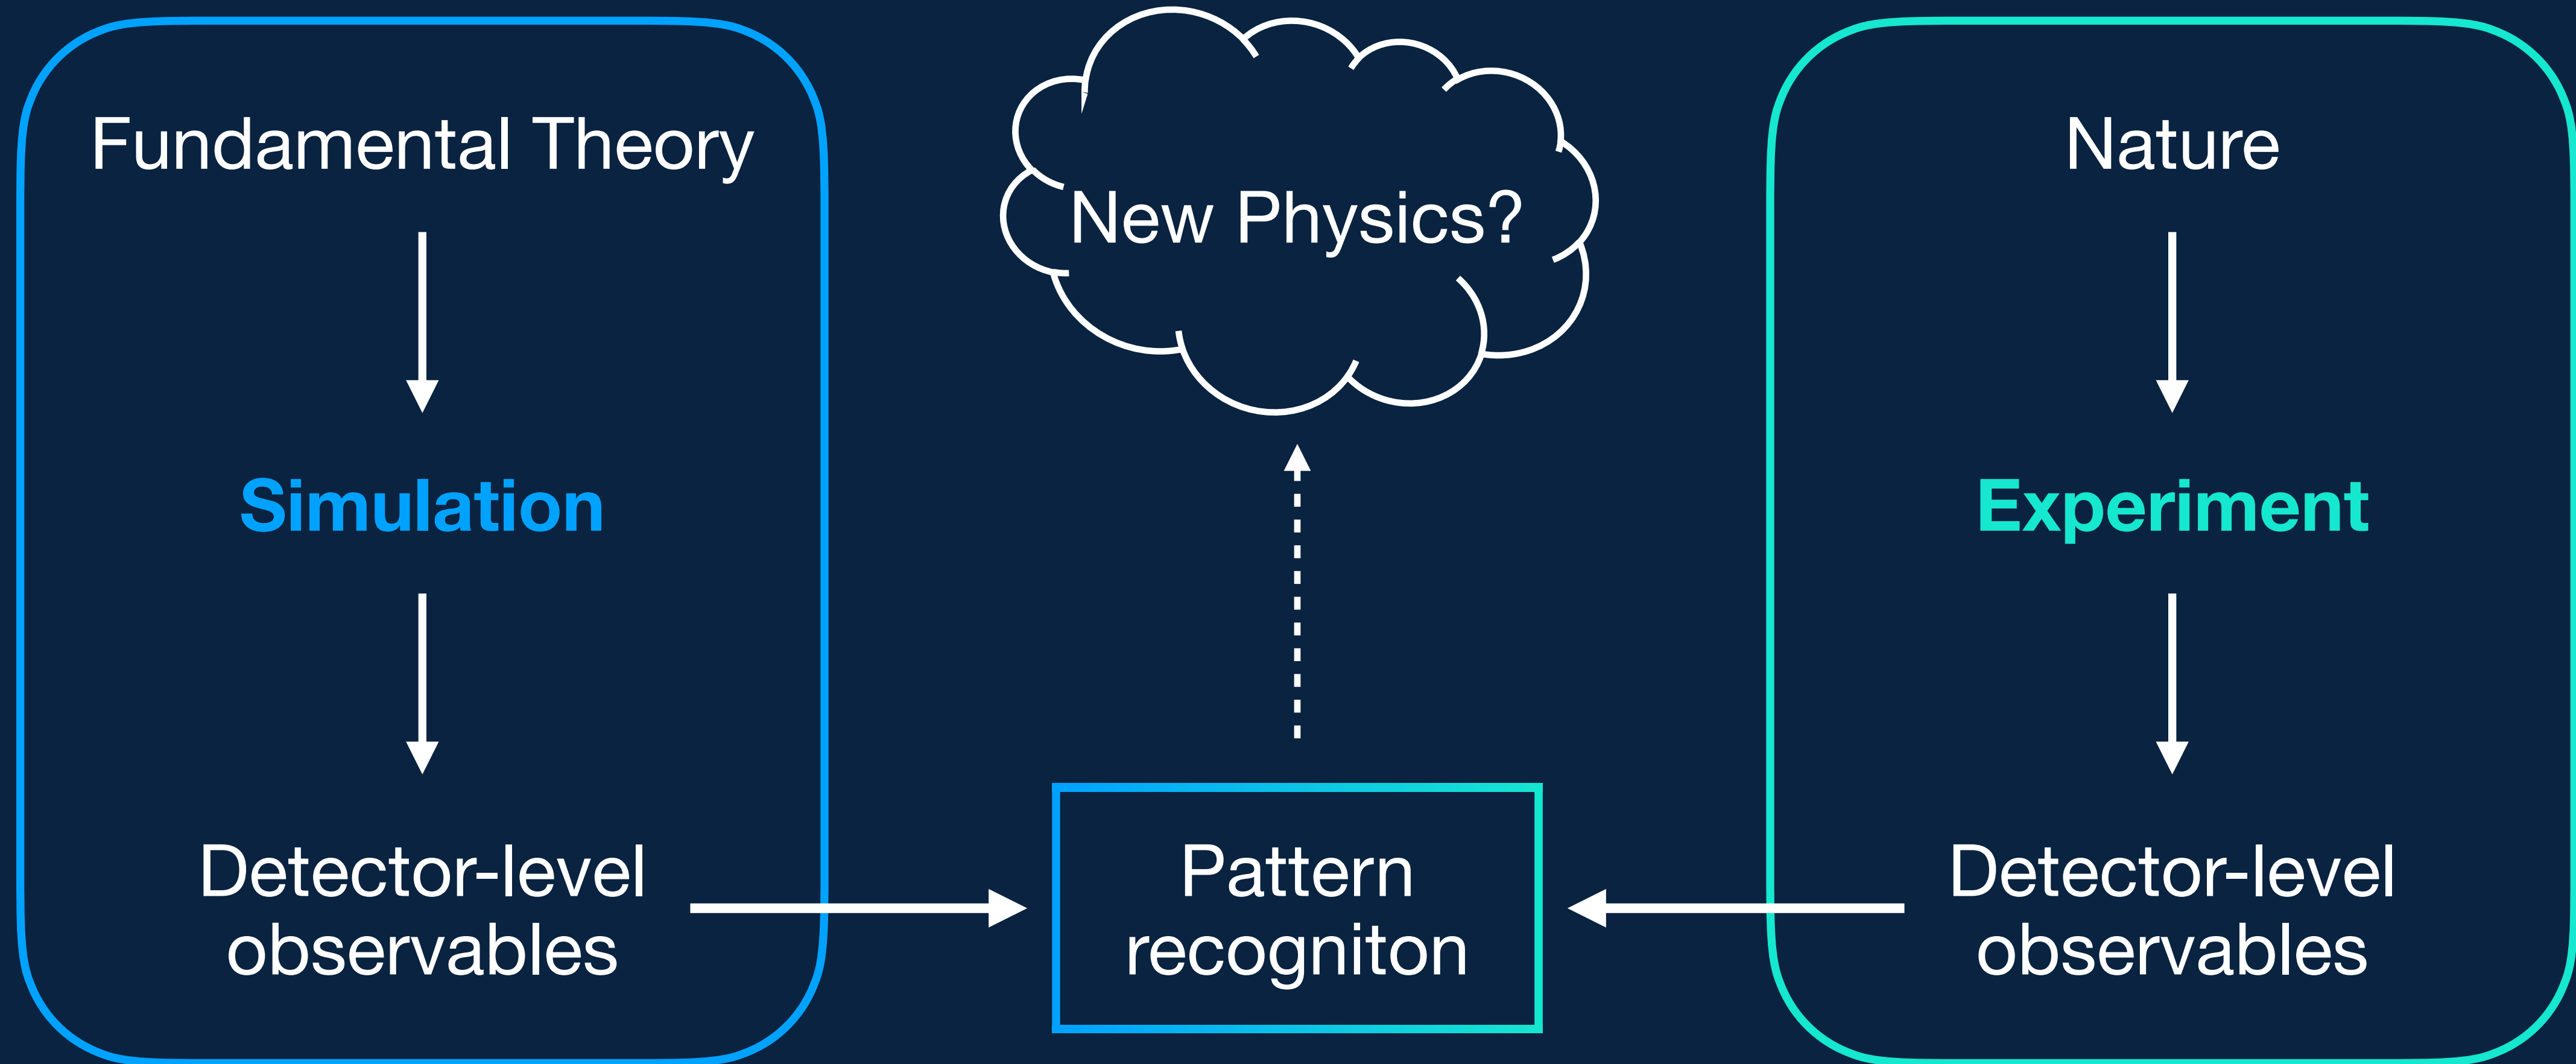 Fundamental Theory
Simulation
Detector-level
observables
New Physics?
Pattern
recogniton
Nature
Experiment
Detector-level
observables